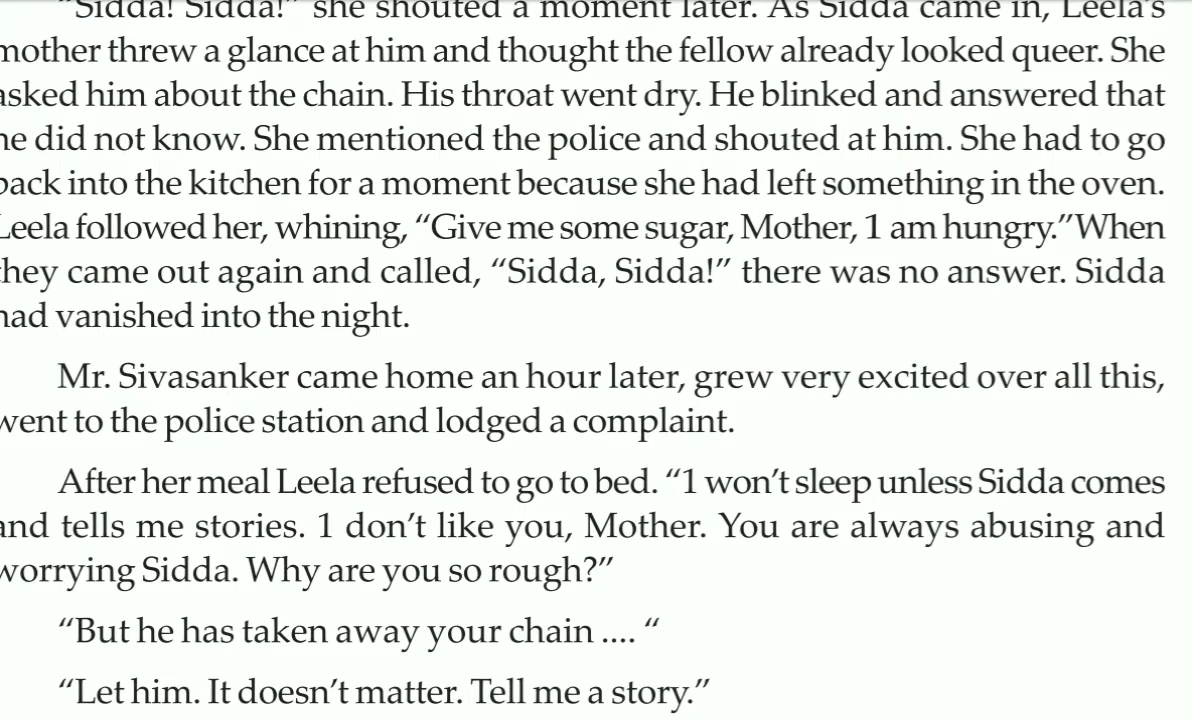 "Sidda! Sidda!" she shouted a moment later. As Sidda came in, Leela's
mother threw a glance at him and thought the fellow already looked queer. She
asked him about the chain. His throat went dry. He blinked and answered that
he did not know. She mentioned the police and shouted at him. She had to go
back into the kitchen for a moment because she had left something in the oven.
Leela followed her, whining, “Give me some sugar, Mother, 1 am hungry.”When
they came out again and called, “Sidda, Sidda!” there was no answer. Sidda
had vanished into the night.
Mr. Sivasanker came home an hour later, grew very excited over all this,
went to the police station and lodged a complaint.
After her meal Leela refused to go to bed. “1 won’t sleep unless Sidda comes
and tells me stories. 1 don’t like you, Mother. You are always abusing and
worrying Sidda. Why are you so rough?”
“But he has taken away your chain .... “
“Let him. It doesn’t matter. Tell me a story.”